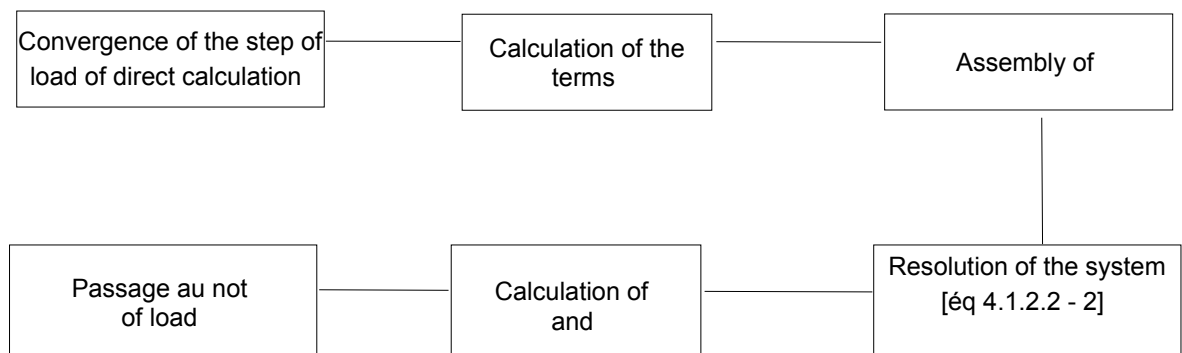 Convergence of the step of
load of direct calculation
Calculation of the
terms
Assembly of
Resolution of the system
[éq 4.1.2.2 - 2]
Calculation of
and
Passage au not
of load